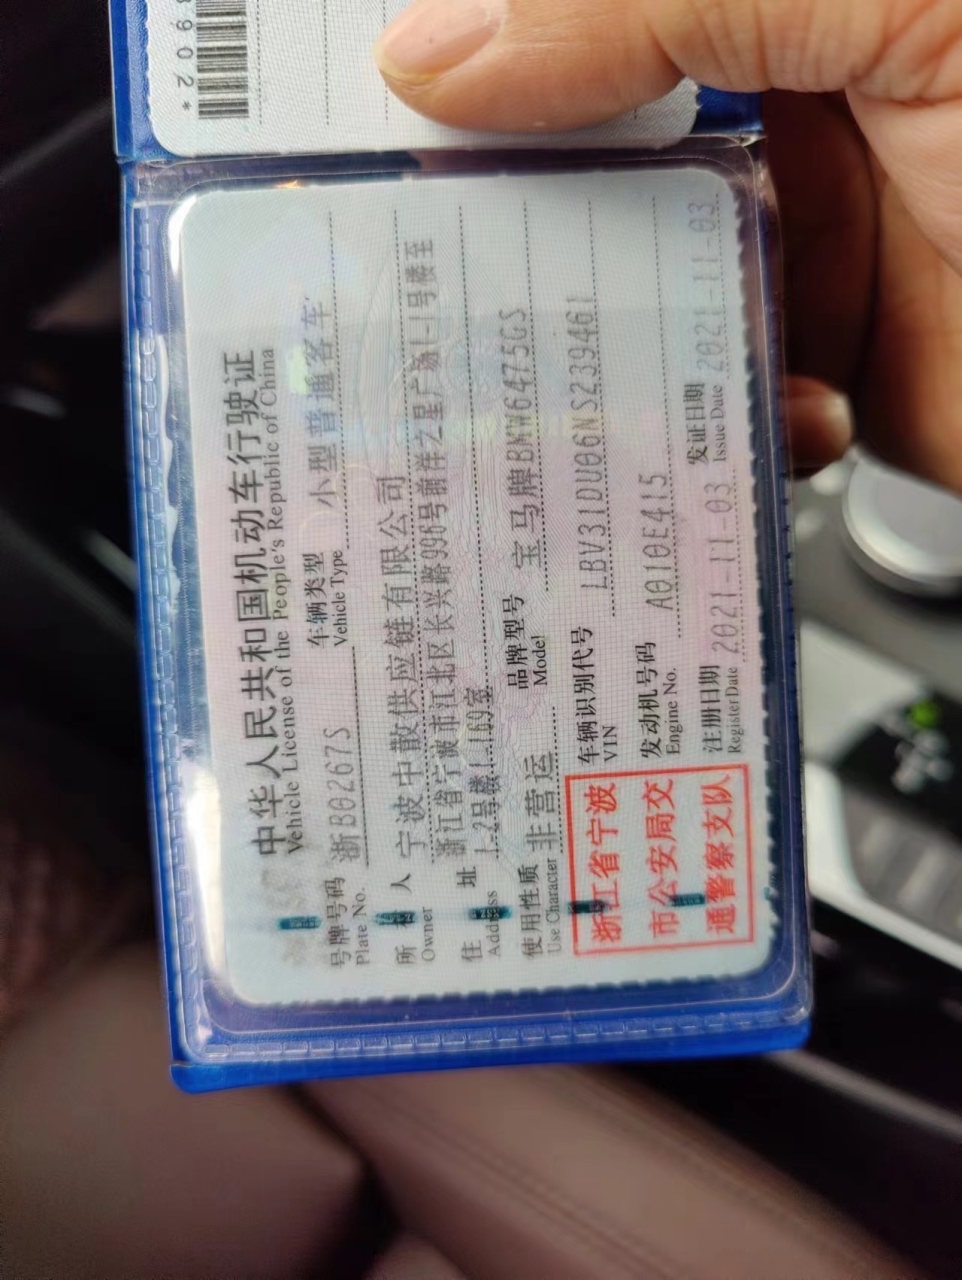 8902*
中华人民共和国机动车行驶证
Vehicle License of the People's Republic of China
号牌号码 浙B0267S 车辆类型 小型普通客车
Plate No. Vehicle Type
所 人 宁波中散供应链有限公司
Owner
住 址 浙江省宁波市江北区长兴路996号前洋之星广场1-1号楼至
Address 1-2号楼1-169室
使用性质 非营运 品牌型号 宝马牌BMW6475GS
Use Character Model
车辆识别代号 LBV31DU06NS239461
VIN
发动机号码 A010E415
Engine No.
注册日期 2021-11-03 发证日期 2021-11-03
Register Date Issue Date
浙江省宁波
市公安局交
通警察支队